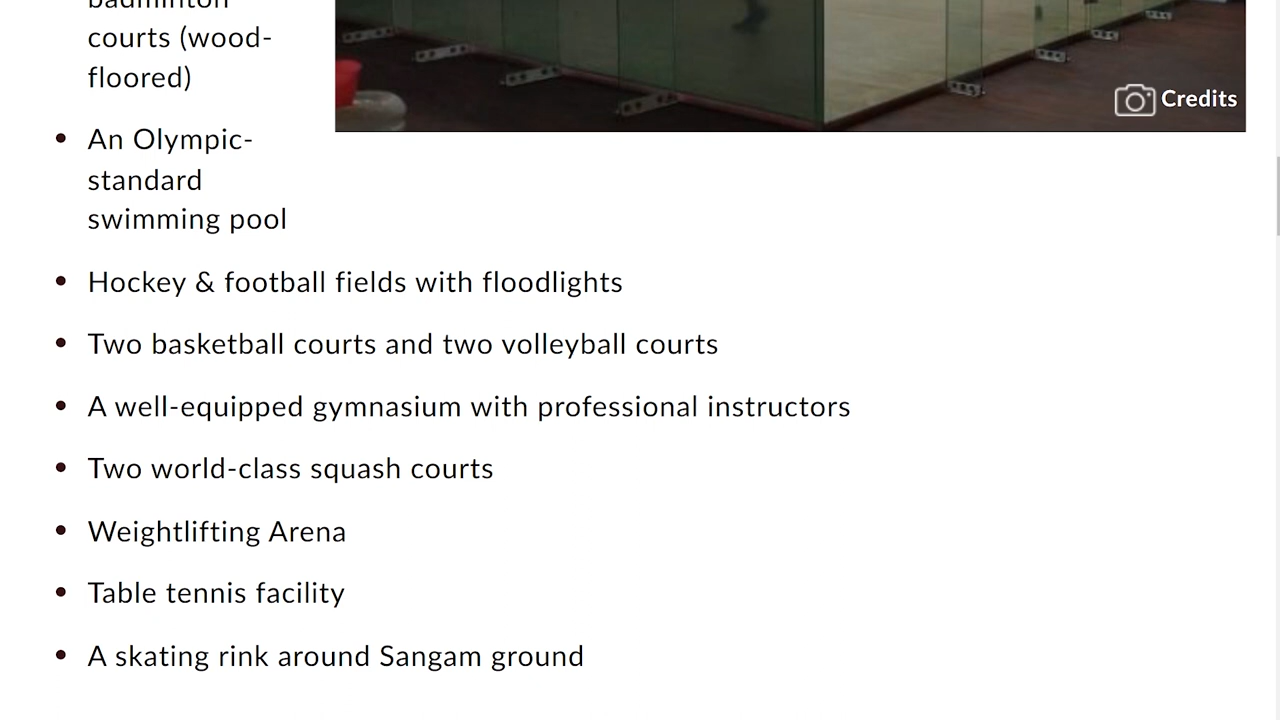 badminton
courts (wood-
floored)
Credits
An Olympic-
standard
swimming pool
Hockey & football fields with floodlights
Two basketball courts and two volleyball courts
A well-equipped gymnasium with professional instructors
Two world-class squash courts
Weightlifting Arena
Table tennis facility
A skating rink around Sangam ground